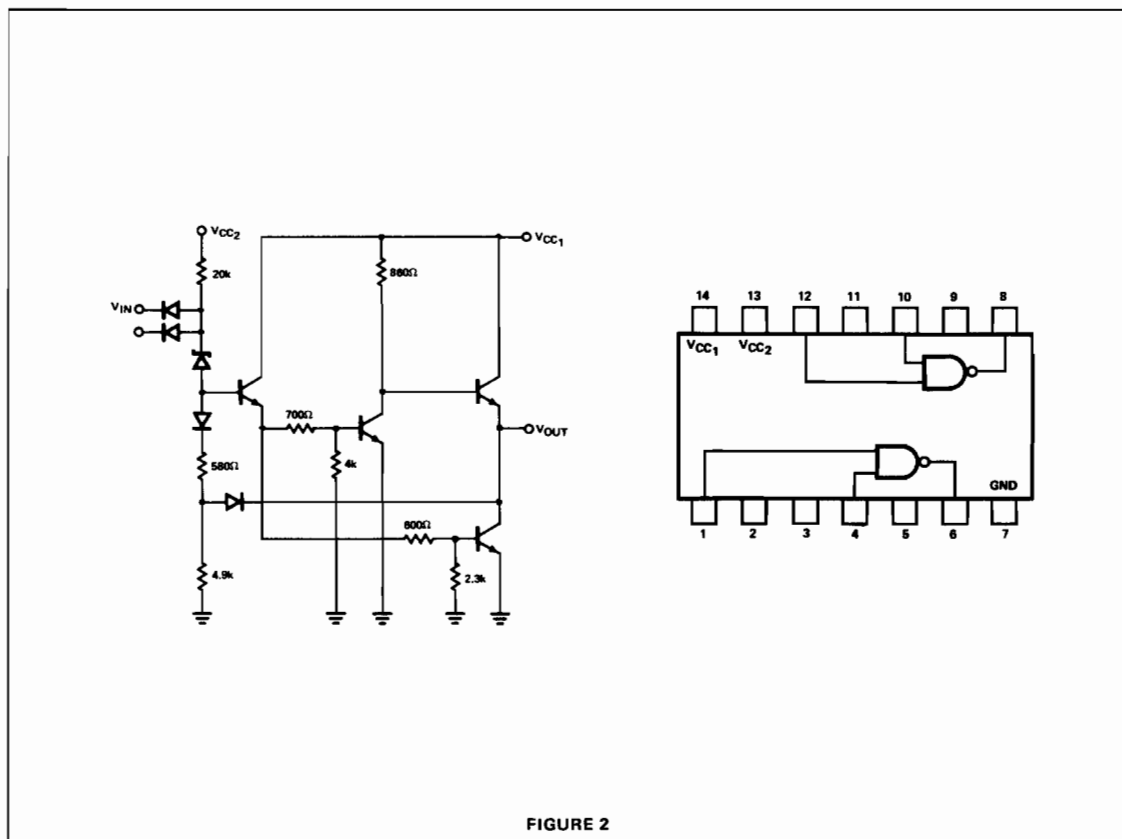 VCC2
VCC1
20k
880Ω
VIN
700Ω
VOUT
4k
580Ω
600Ω
2.3k
4.9k
14 13 12 11 10 9 8
VCC1 VCC2
GND
1 2 3 4 5 6 7
FIGURE 2